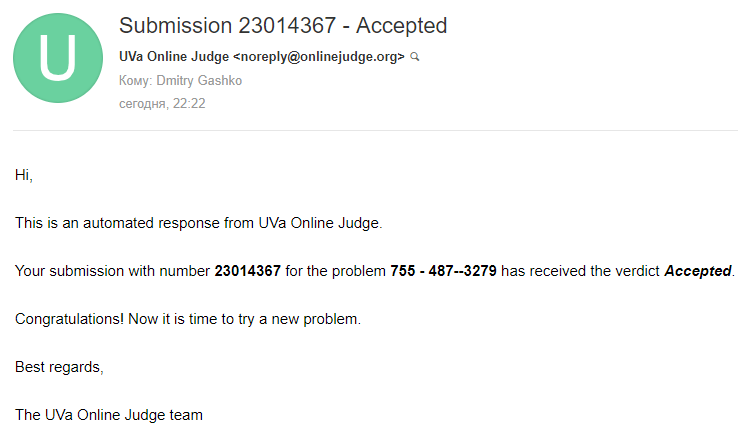 U
Submission 23014367 - Accepted
UVa Online Judge <noreply@onlinejudge.org>
Кому: Dmitry Gashko
сегодня, 22:22
Hi,
This is an automated response from UVa Online Judge.
Your submission with number 23014367 for the problem 755 - 487--3279 has received the verdict Accepted.
Congratulations! Now it is time to try a new problem.
Best regards,
The UVa Online Judge team